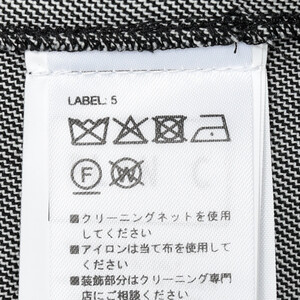 LABEL: 5
F
W
■クリーニングネットを使用
してください
■アイロンは当て布を使用し
てください
■装飾部分はクリーニング専門
店にご相談ください